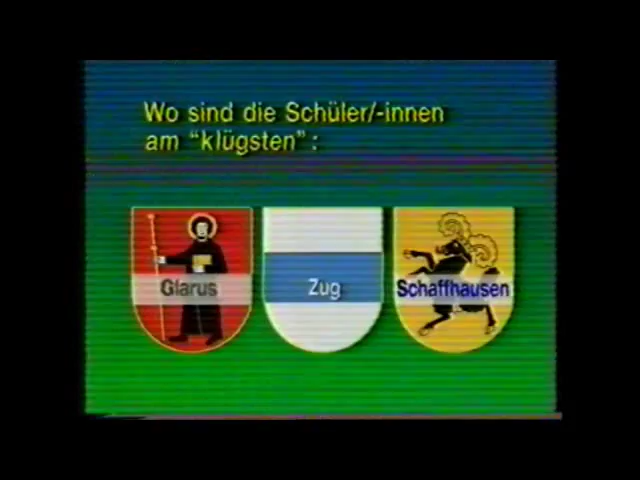 Wo sind die Schüler/-innen
am "klügsten":
Glarus
Zug
Schaffhausen